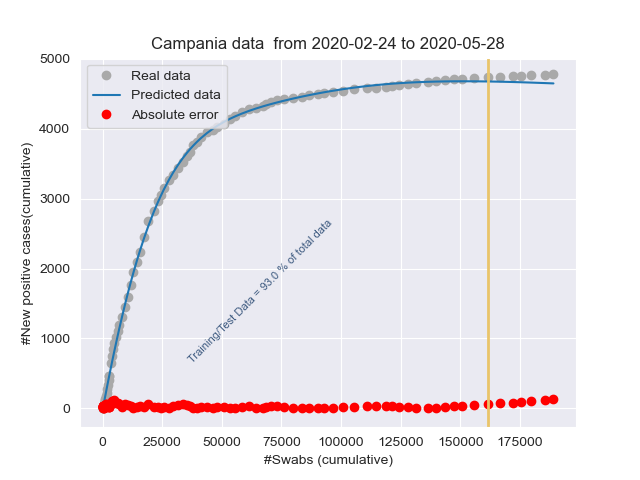 Campania data  from 2020-02-24 to 2020-05-28
Real data
Predicted data
Absolute error
#New positive cases(cumulative)
5000
4000
3000
2000
1000
0
Training/Test Data = 93.0 % of total data
0 25000 50000 75000 100000 125000 150000 175000
#Swabs (cumulative)